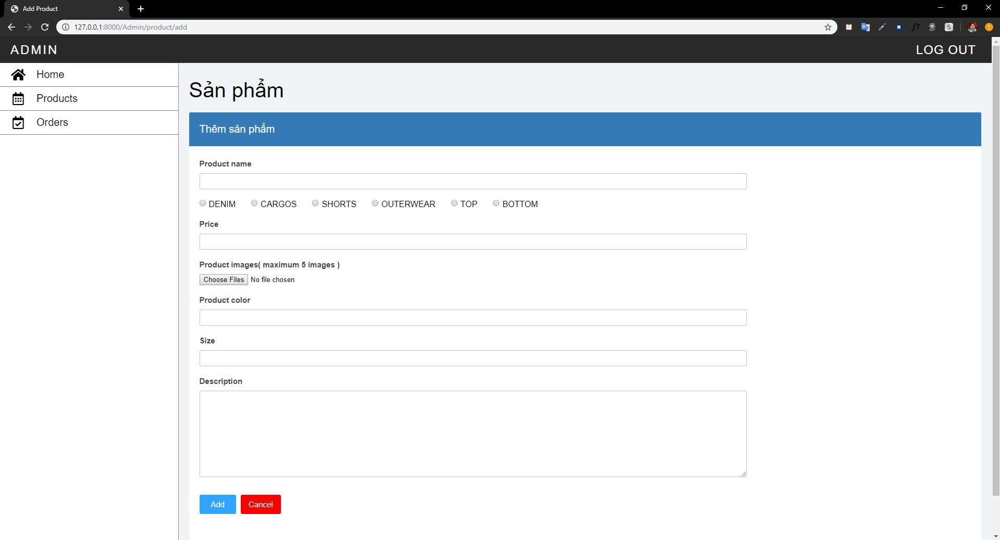 Add Product
127.0.0.1:8000/Admin/product/add
f?
S
ADMIN
LOG OUT
Home
Products
Orders
Sản phẩm
Thêm sản phẩm
Product name
DENIM CARGOS SHORTS OUTERWEAR TOP BOTTOM
Price
Product images( maximum 5 images )
Choose Files No file chosen
Product color
Size
Description
Add Cancel